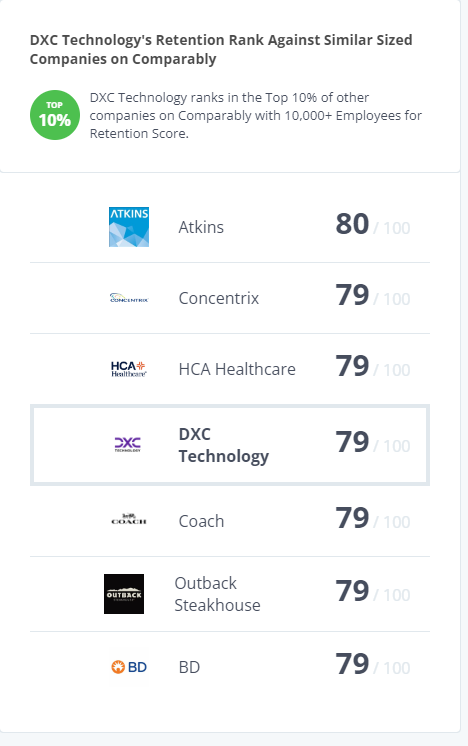 DXC Technology's Retention Rank Against Similar Sized
Companies on Comparably
TOP
10%
DXC Technology ranks in the Top 10% of other
companies on Comparably with 10,000+ Employees for
Retention Score.
ATKINS
Atkins
80 / 100
CONCENTRIX
Concentrix
79 / 100
HCA
Healthcare
HCA Healthcare
79 / 100
DXC
TECHNOLOGY
DXC
Technology
79 / 100
COACH
Coach
79 / 100
OUTBACK
Outback
Steakhouse
79 / 100
BD
BD
79 / 100